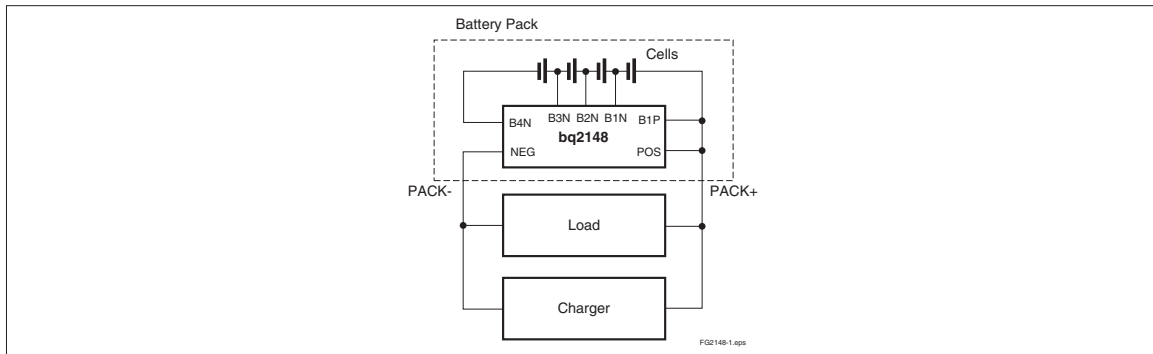 Battery Pack
Cells
B4N
B3N
B2N
B1N
B1P
bq2148
NEG
POS
PACK-
PACK+
Load
Charger
FG2148-1.eps